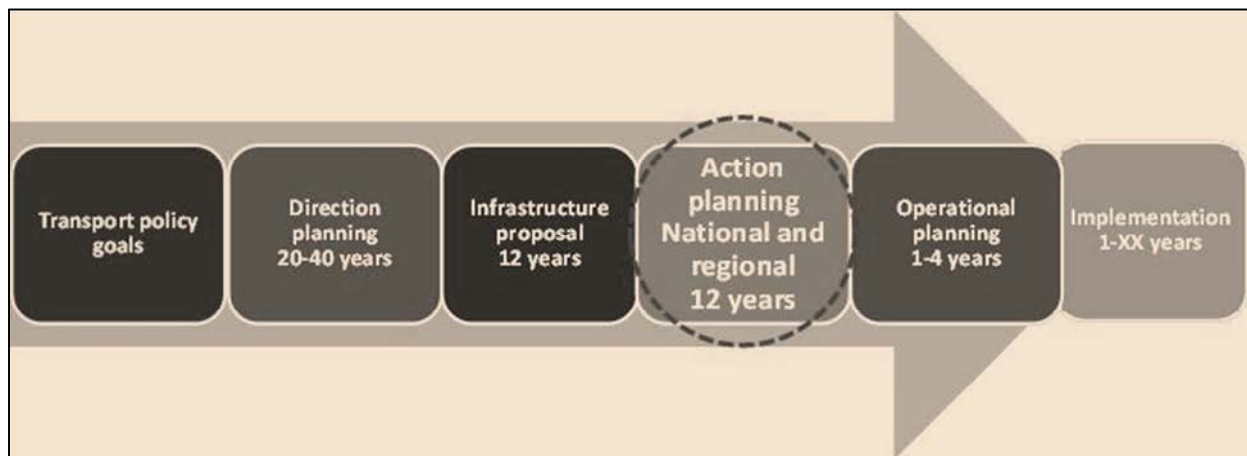 Transport policy
goals
Direction
planning
20-40 years
Infrastructure
proposal
12 years
Action
planning
National and
regional
12 years
Operational
planning
1-4 years
Implementation
1-XX years